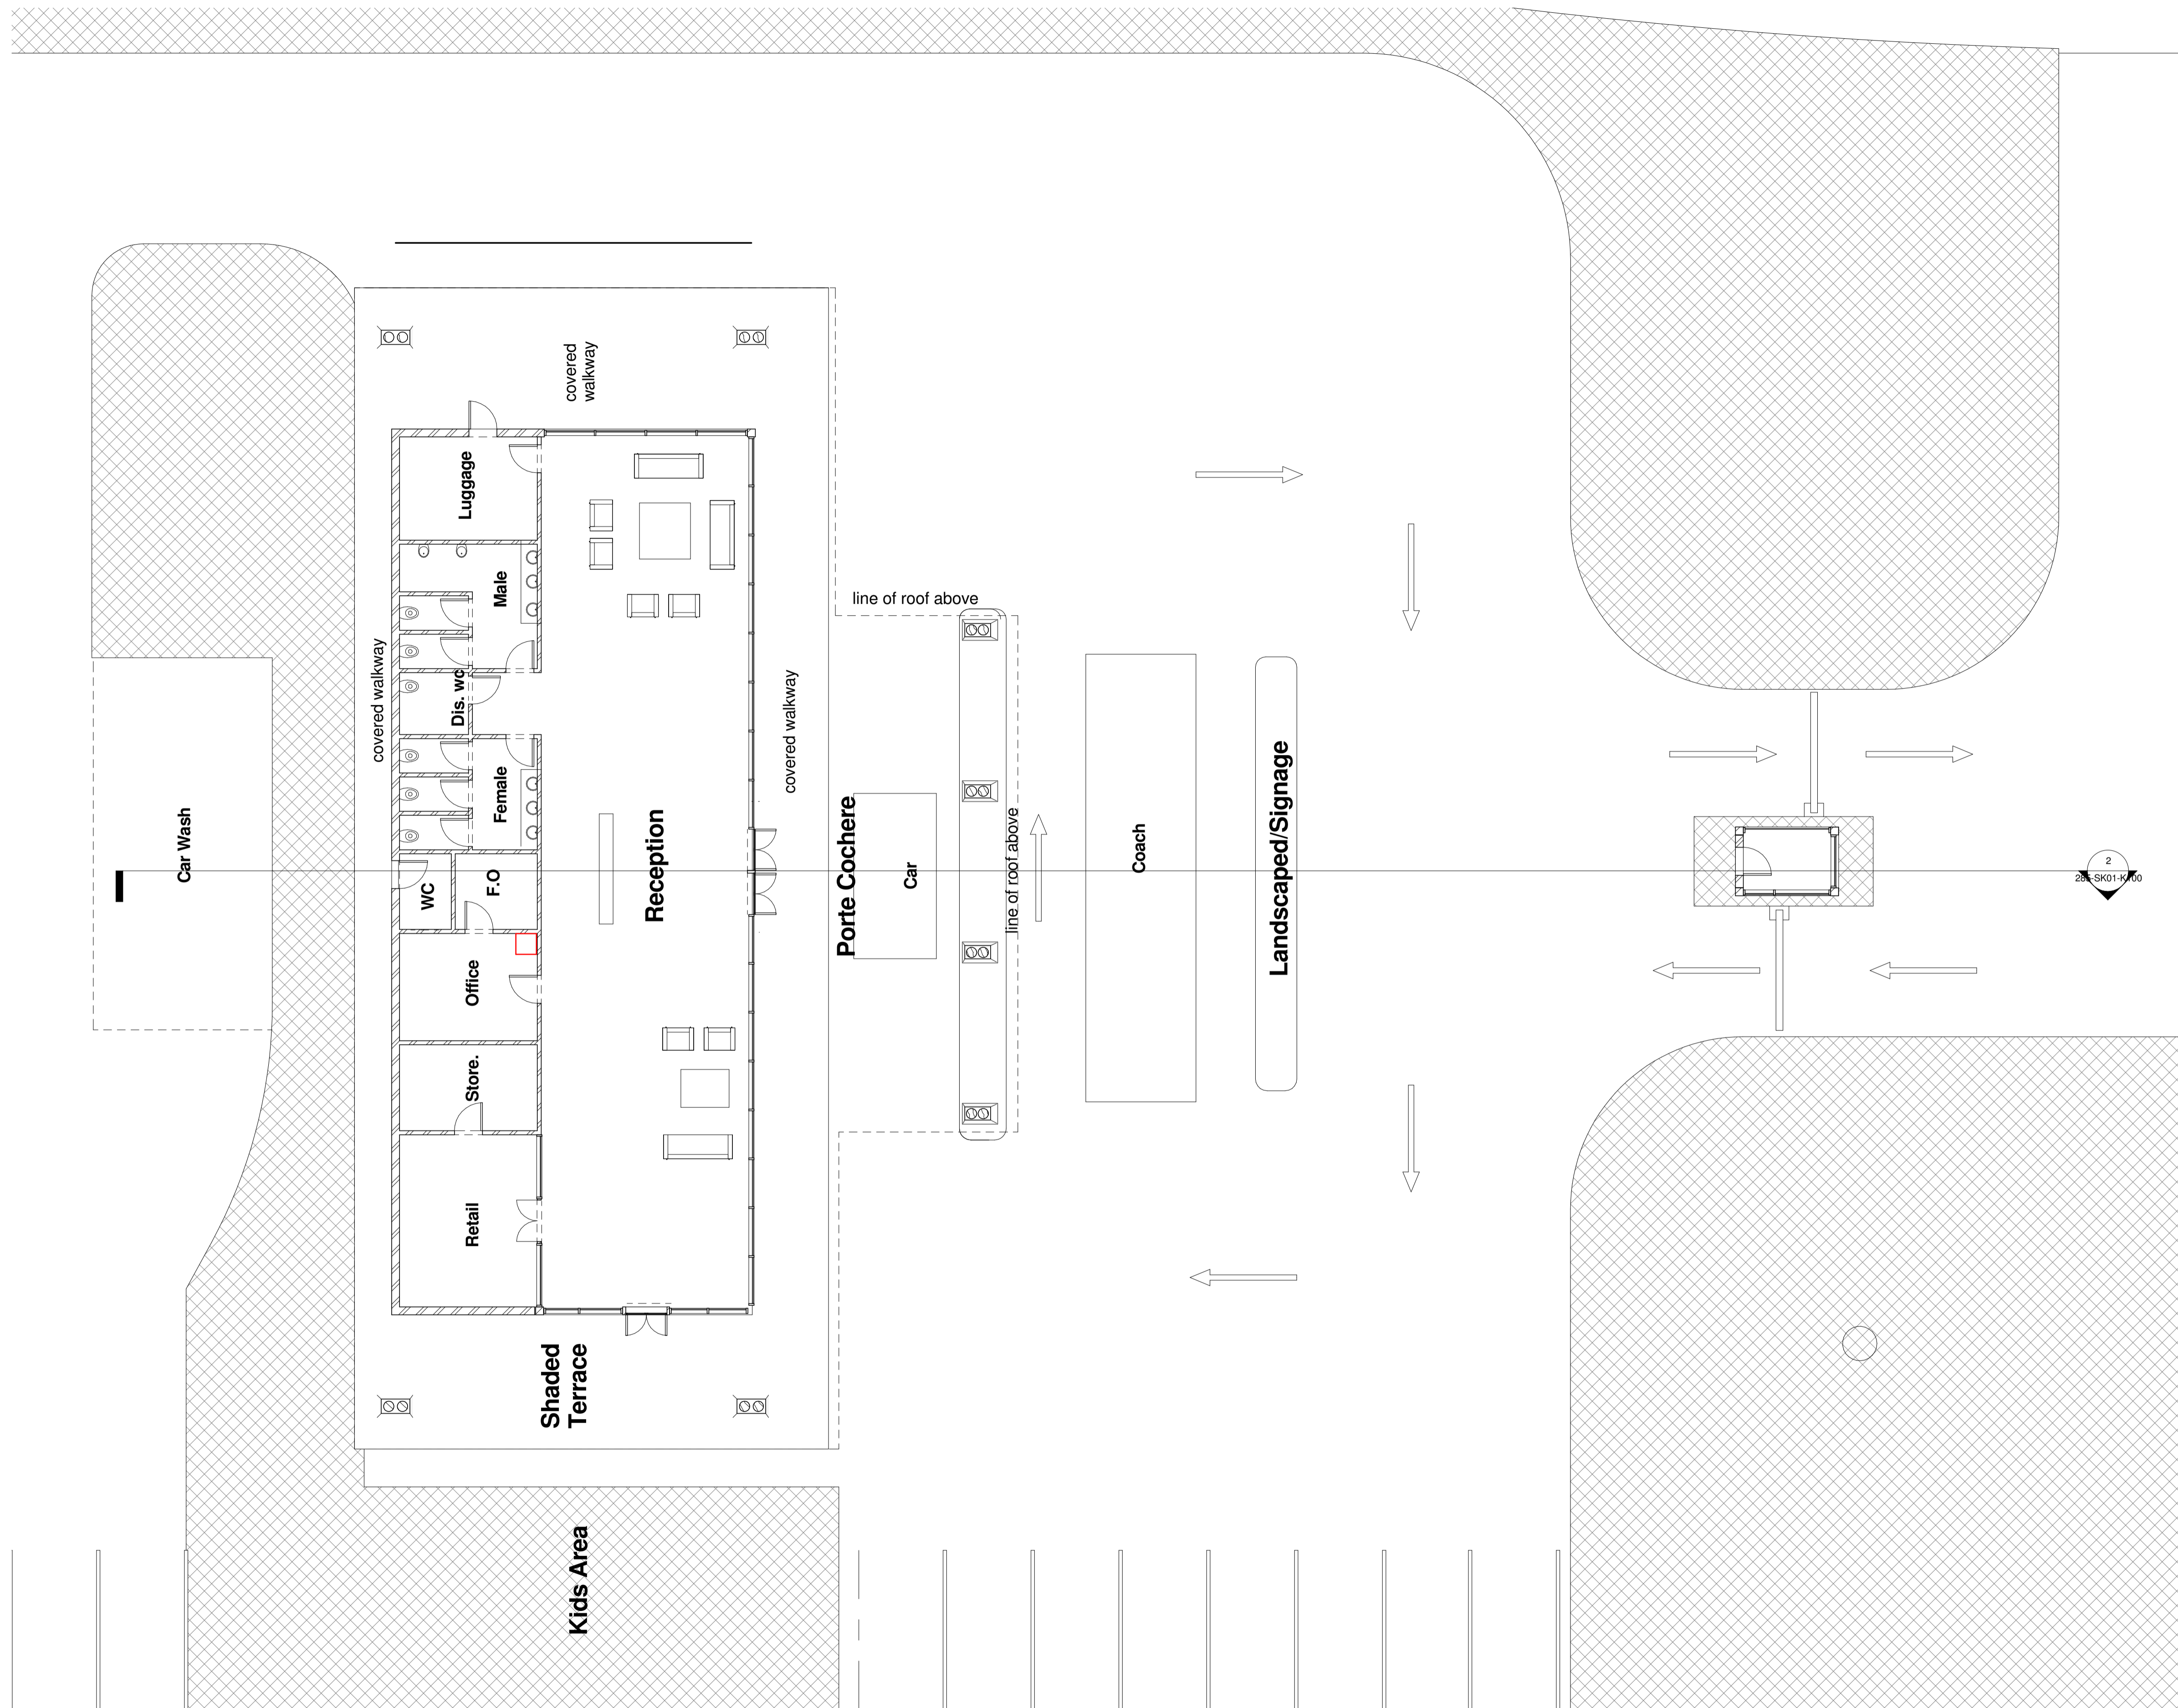 covered
walkway
Luggage
Male
line of roof above
covered walkway
Dis. wc
covered walkway
Female
Car Wash
Reception
Porte Cochere
Car
line of roof above
Coach
Landscaped/Signage
WC
F.O
2
Office
Store.
Retail
Shaded
Terrace
Kids Area